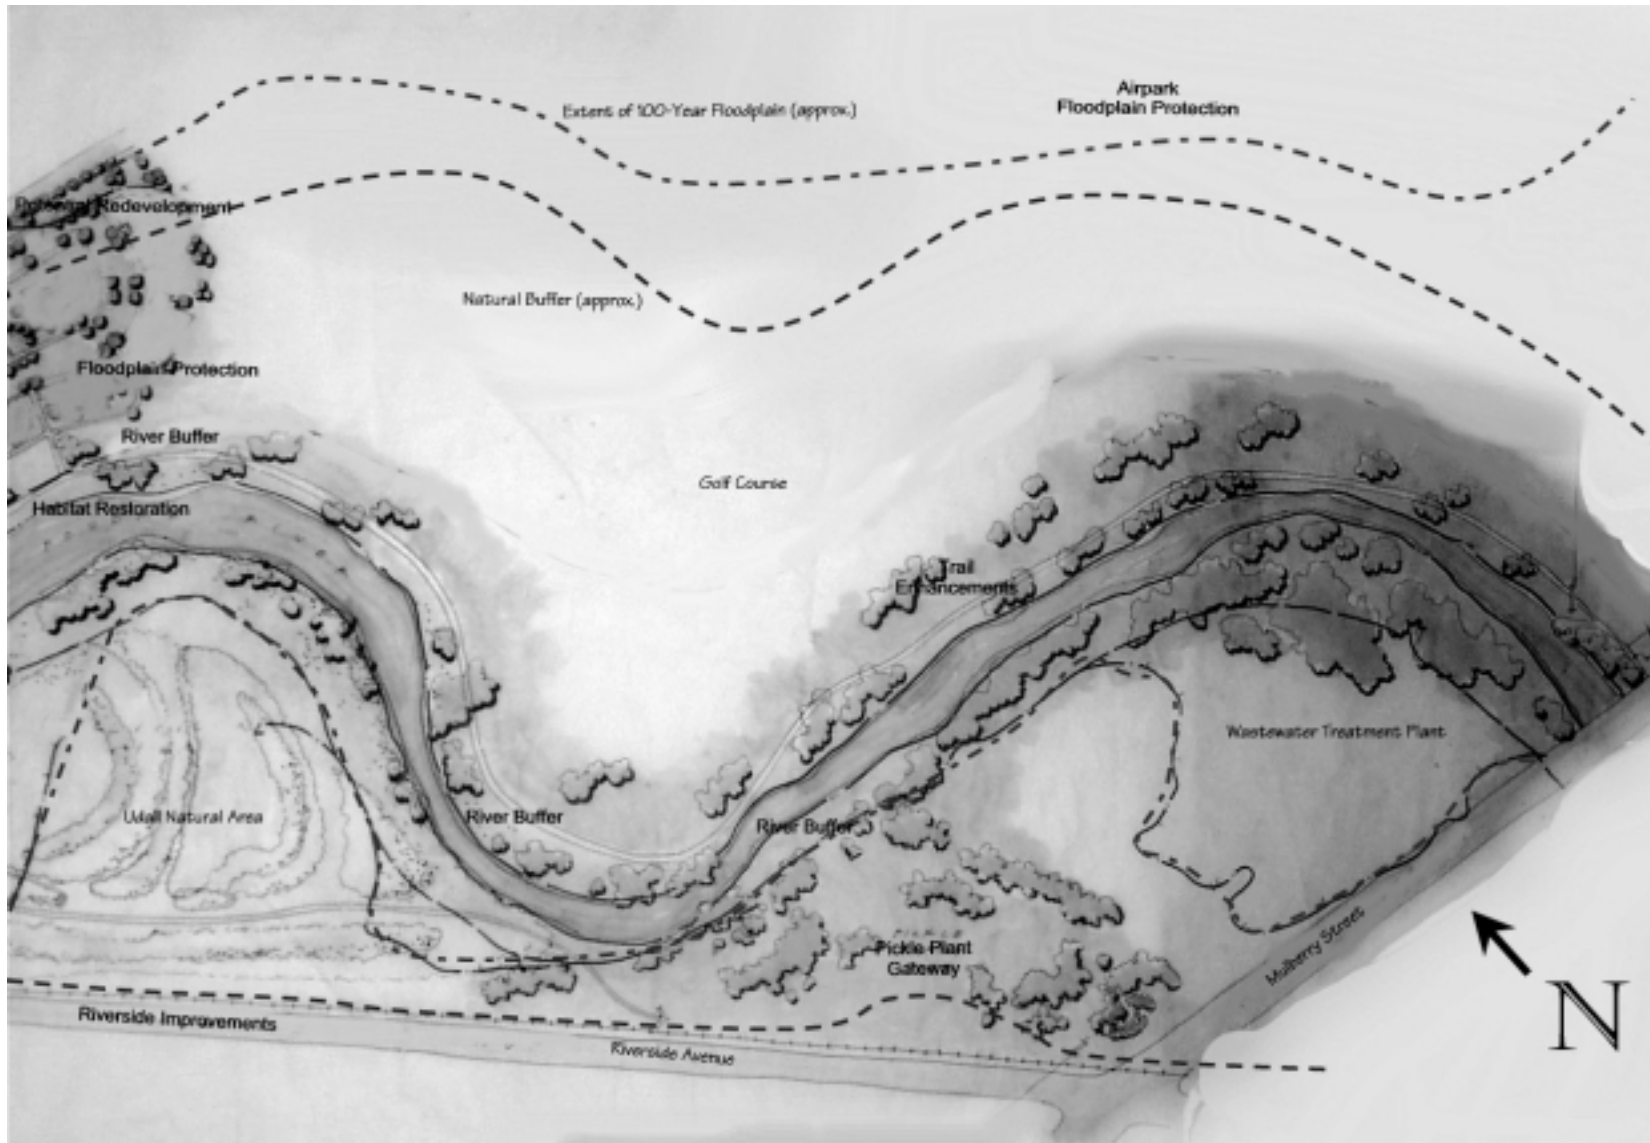 Airpark
Floodplain Protection
Extent of 100-Year Floodplain (approx.)
Potential Redevelopment
Natural Buffer (approx.)
Floodplain Protection
River Buffer
Golf Course
Habitat Restoration
Trail
Enhancements
Wastewater Treatment Plant
Udall Natural Area
River Buffer
River Buffer
PICKLE
Pickle Plant
Gateway
Mulberry Street
N
Riverside Improvements
Riverside Avenue